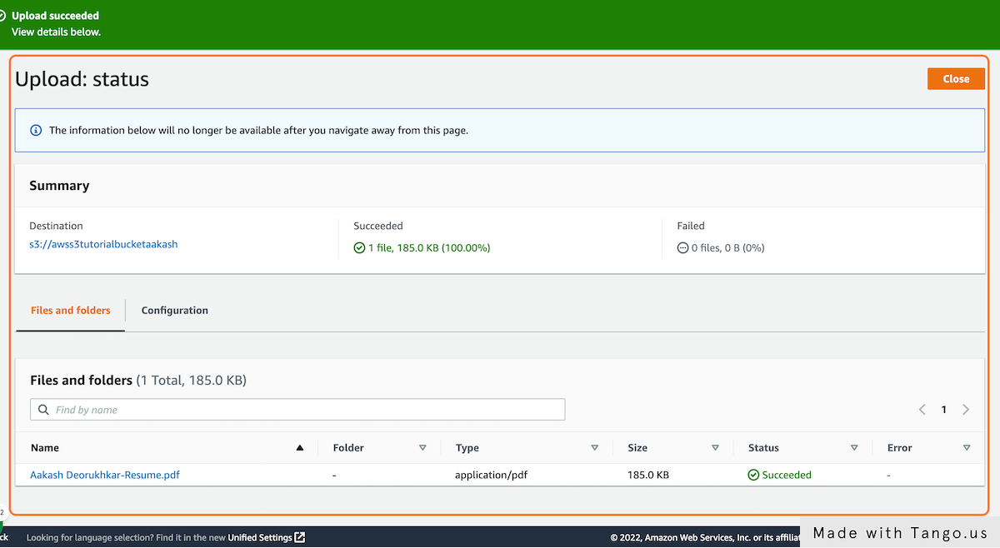 Upload succeeded
View details below.
Upload: status
Close
The information below will no longer be available after you navigate away from this page.
Summary
Destination
s3://awss3tutorialbucketaakash
Succeeded
1 file, 185.0 KB (100.00%)
Failed
0 files, 0 B (0%)
Files and folders
Configuration
Files and folders (1 Total, 185.0 KB)
Find by name
1
Name Folder Type Size Status Error
Aakash Deorukhkar-Resume.pdf - application/pdf 185.0 KB Succeeded -
2
ck Looking for language selection? Find it in the new Unified Settings © 2022, Amazon Web Services, Inc. or its affilia
Made with Tango.us